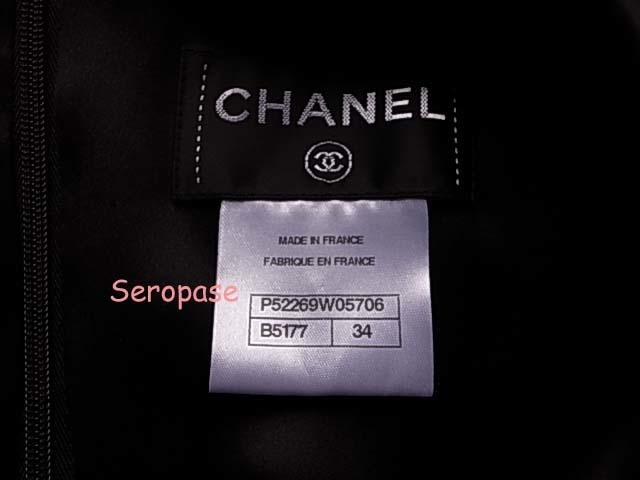 CHANEL
MADE IN FRANCE
FABRIQUE EN FRANCE
Seropase
P52269W05706
B5177 34